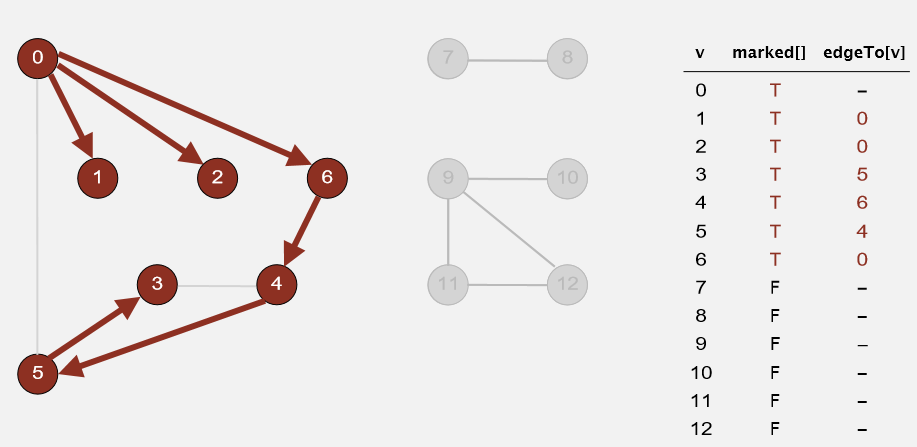 0
7 8
1 2 6
9 10
3 4
11 12
5
v marked[] edgeTo[v]
0 T –
1 T 0
2 T 0
3 T 5
4 T 6
5 T 4
6 T 0
7 F –
8 F –
9 F –
10 F –
11 F –
12 F –